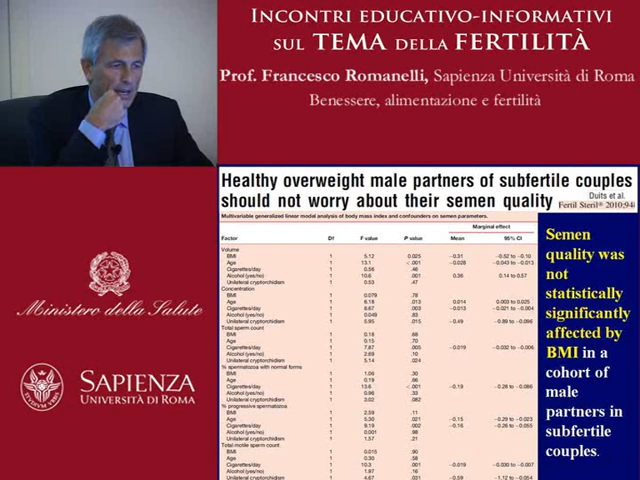 INCONTRI EDUCATIVO-INFORMATIVI
SUL TEMA DELLA FERTILITÀ
Prof. Francesco Romanelli, Sapienza Università di Roma
Benessere, alimentazione e fertilità
Healthy overweight male partners of subfertile couples
should not worry about their semen quality
Duits et al.
Fertil Steril® 2010;94
Multivariable generalized linear model analysis of body mass index and confounders on semen parameters.
Marginal effect
Factor Df F value P value Mean 95% CI
Volume
BMI 1 5.12 0.025 −0.31 −0.52 to −0.10
Age 1 13.1 < .001 −0.028 −0.043 to −0.013
Cigarettes/day 1 0.56 .46
Alcohol (yes/no) 1 10.6 .001 0.36 0.14 to 0.57
Unilateral cryptorchidism 1 0.53 .47
Concentration
BMI 1 0.079 .78
Age 1 6.18 .013 0.014 0.003 to 0.025
Cigarettes/day 1 8.67 .003 −0.013 −0.021 to −0.004
Alcohol (yes/no) 1 0.049 .83
Unilateral cryptorchidism 1 5.95 .015 −0.49 −0.89 to −0.096
Total sperm count
BMI 1 0.18 .68
Age 1 0.15 .70
Cigarettes/day 1 7.87 .005 −0.019 −0.032 to −0.006
Alcohol (yes/no) 1 2.69 .10
Unilateral cryptorchidism 1 5.14 .024
% spermatozoa with normal forms
BMI 1 1.06 .30
Age 1 0.19 .66
Cigarettes/day 1 13.6 < .001 −0.19 −0.28 to −0.088
Alcohol (yes/no) 1 0.96 .33
Unilateral cryptorchidism 1 3.02 .082
% progressive spermatozoa
BMI 1 2.59 .11
Age 1 5.30 .021 −0.15 −0.29 to −0.023
Cigarettes/day 1 9.19 .002 −0.16 −0.26 to −0.055
Alcohol (yes/no) 1 0.001 .98
Unilateral cryptorchidism 1 1.57 .21
Total motile sperm count
BMI 1 0.015 .90
Age 1 0.30 .58
Cigarettes/day 1 10.3 .001 −0.019 −0.030 to −0.007
Alcohol (yes/no) 1 1.97 .16
Unilateral cryptorchidism 1 4.67 .031 −0.59 −1.12 to −0.054
Semen
quality was
not
statistically
significantly
affected by
BMI in a
cohort of
male
partners in
subfertile
couples.
Ministero della Salute
SAPIENZA
UNIVERSITÀ DI ROMA